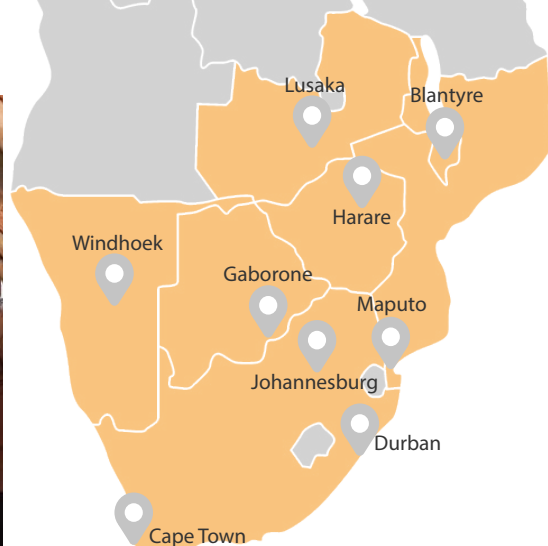 Lusaka
Blantyre
Harare
Windhoek
Gaborone
Maputo
Johannesburg
Durban
Cape Town